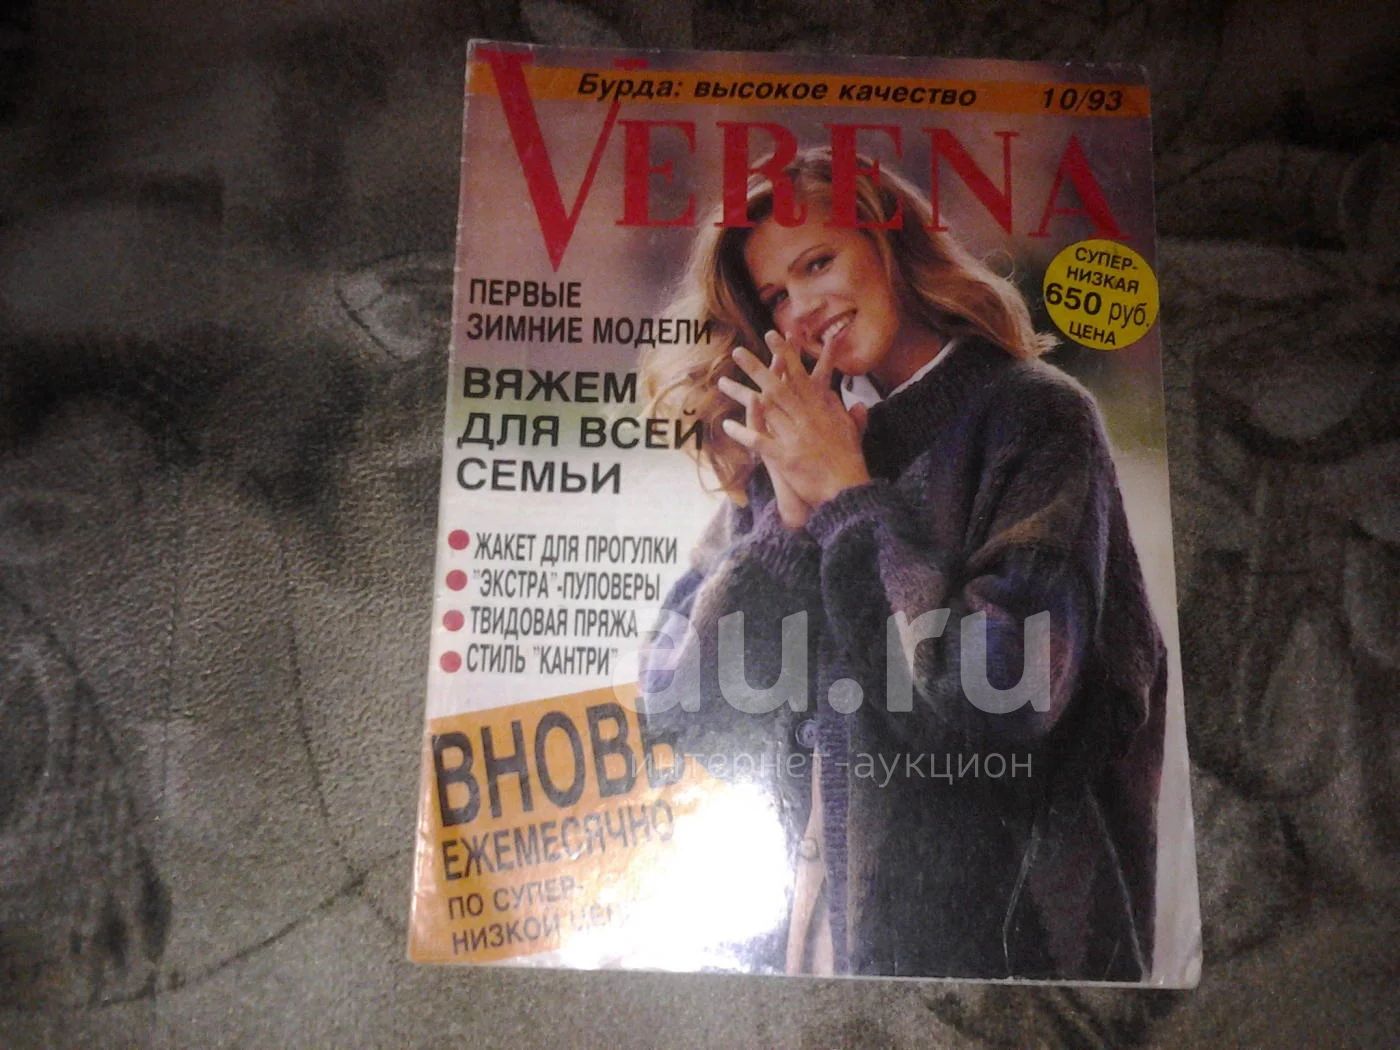 Бурда: высокое качество 10/93
VERENA
СУПЕР-
НИЗКАЯ
650 руб.
ЦЕНА
ПЕРВЫЕ
ЗИМНИЕ МОДЕЛИ
ВЯЖЕМ
ДЛЯ ВСЕЙ
СЕМЬИ
• ЖАКЕТ ДЛЯ ПРОГУЛКИ
• "ЭКСТРА"-ПУЛОВЕРЫ
• ТВИДОВАЯ ПРЯЖА
• СТИЛЬ "КАНТРИ"
ВНОВЬ
ЕЖЕМЕСЯЧНО
ПО СУПЕР-
НИЗКОЙ ЦЕНЕ
au.ru
интернет-аукцион